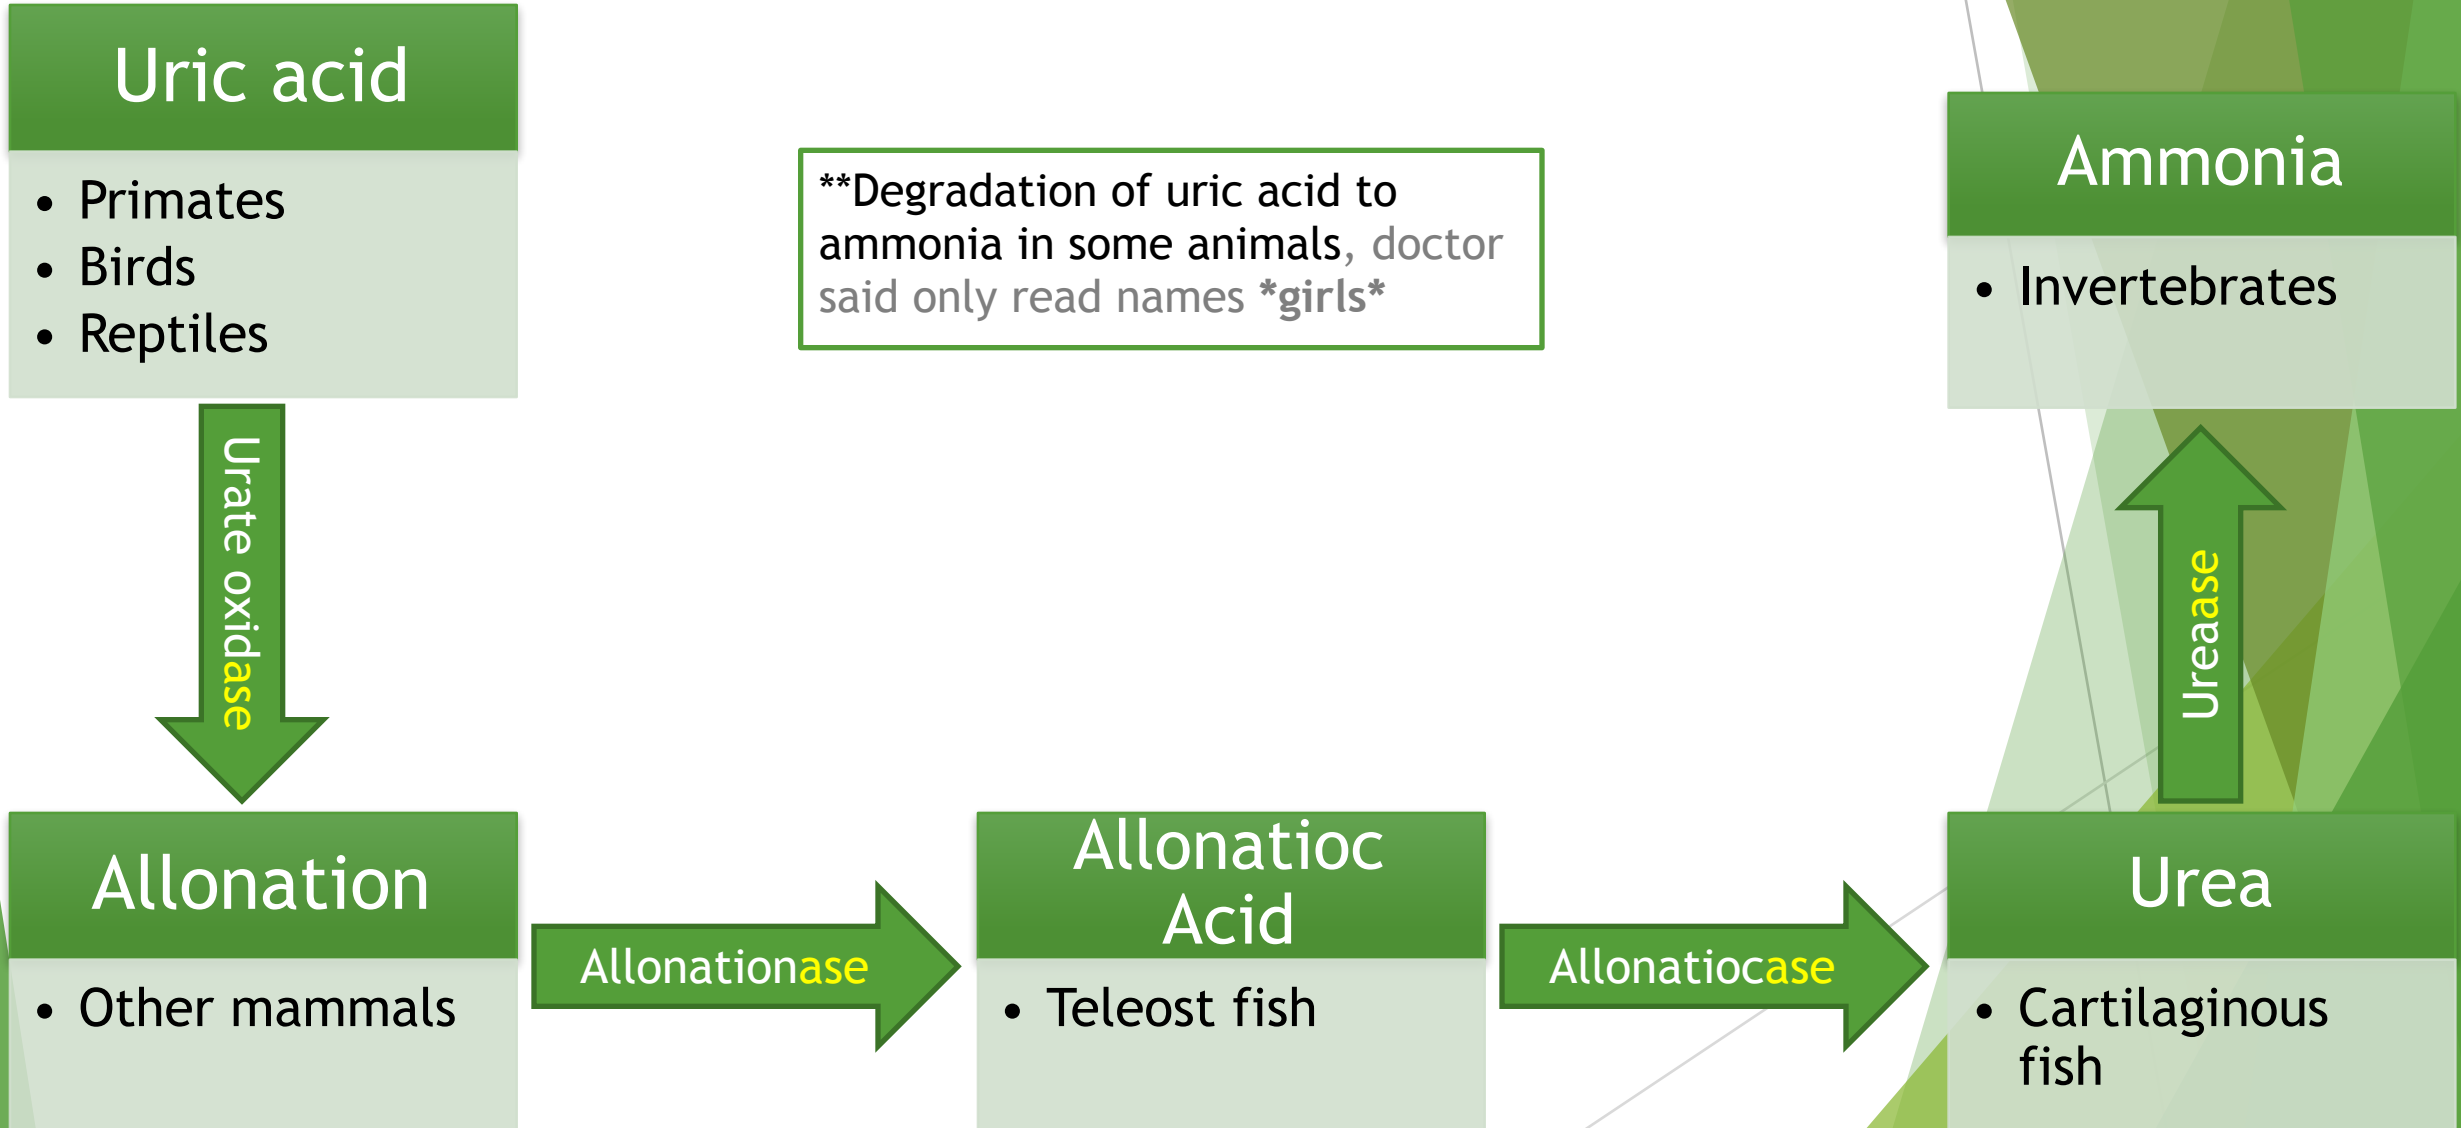 Uric acid
• Primates
• Birds
• Reptiles
**Degradation of uric acid to
ammonia in some animals, doctor
said only read names *girls*
Ammonia
• Invertebrates
Urate oxidase
Ureaase
Allonation
• Other mammals
Allonationase
Allonatioc
Acid
• Teleost fish
Allonatiocase
Urea
• Cartilaginous
fish